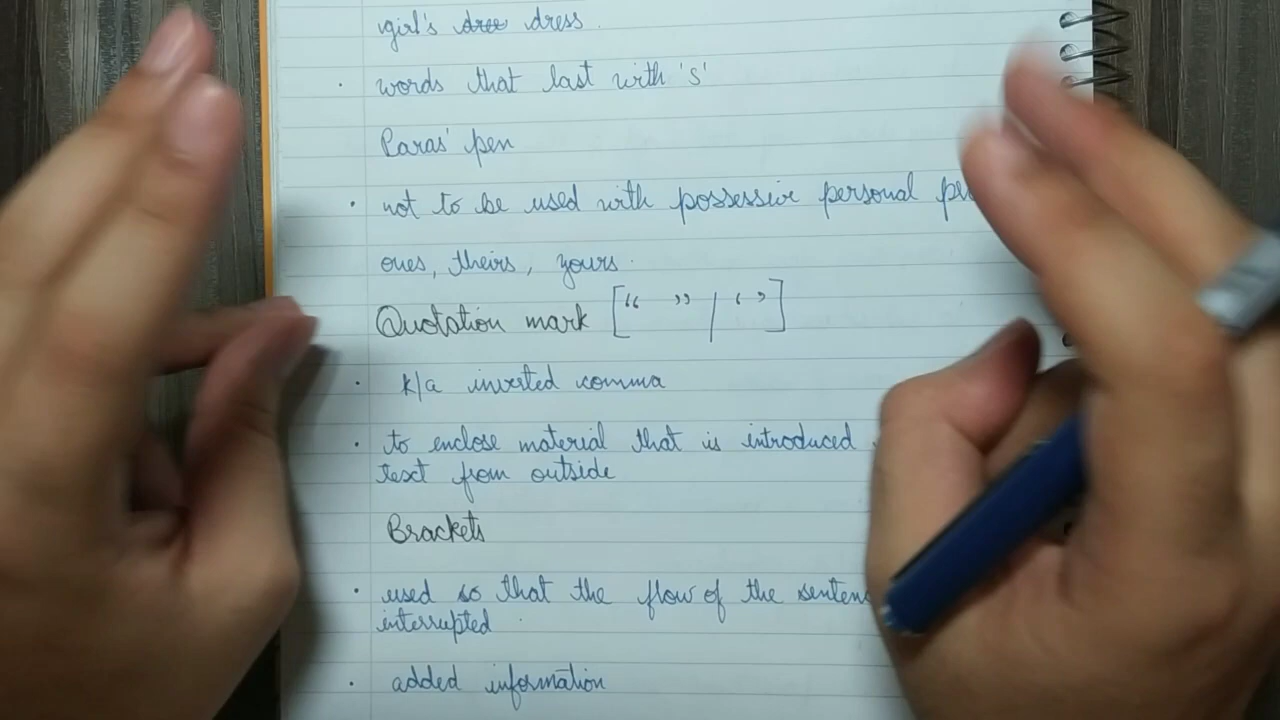 girl's dree dress.
• words that last with 's'
Paras' pen
• not to be used with possessive personal
ones, theirs, yours.
Quotation mark [“ ” / ‘ ’]
• k/a inverted comma
• to enclose material that is introduced
text from outside
Brackets
• used so that the flow of the
interrupted.
• added information